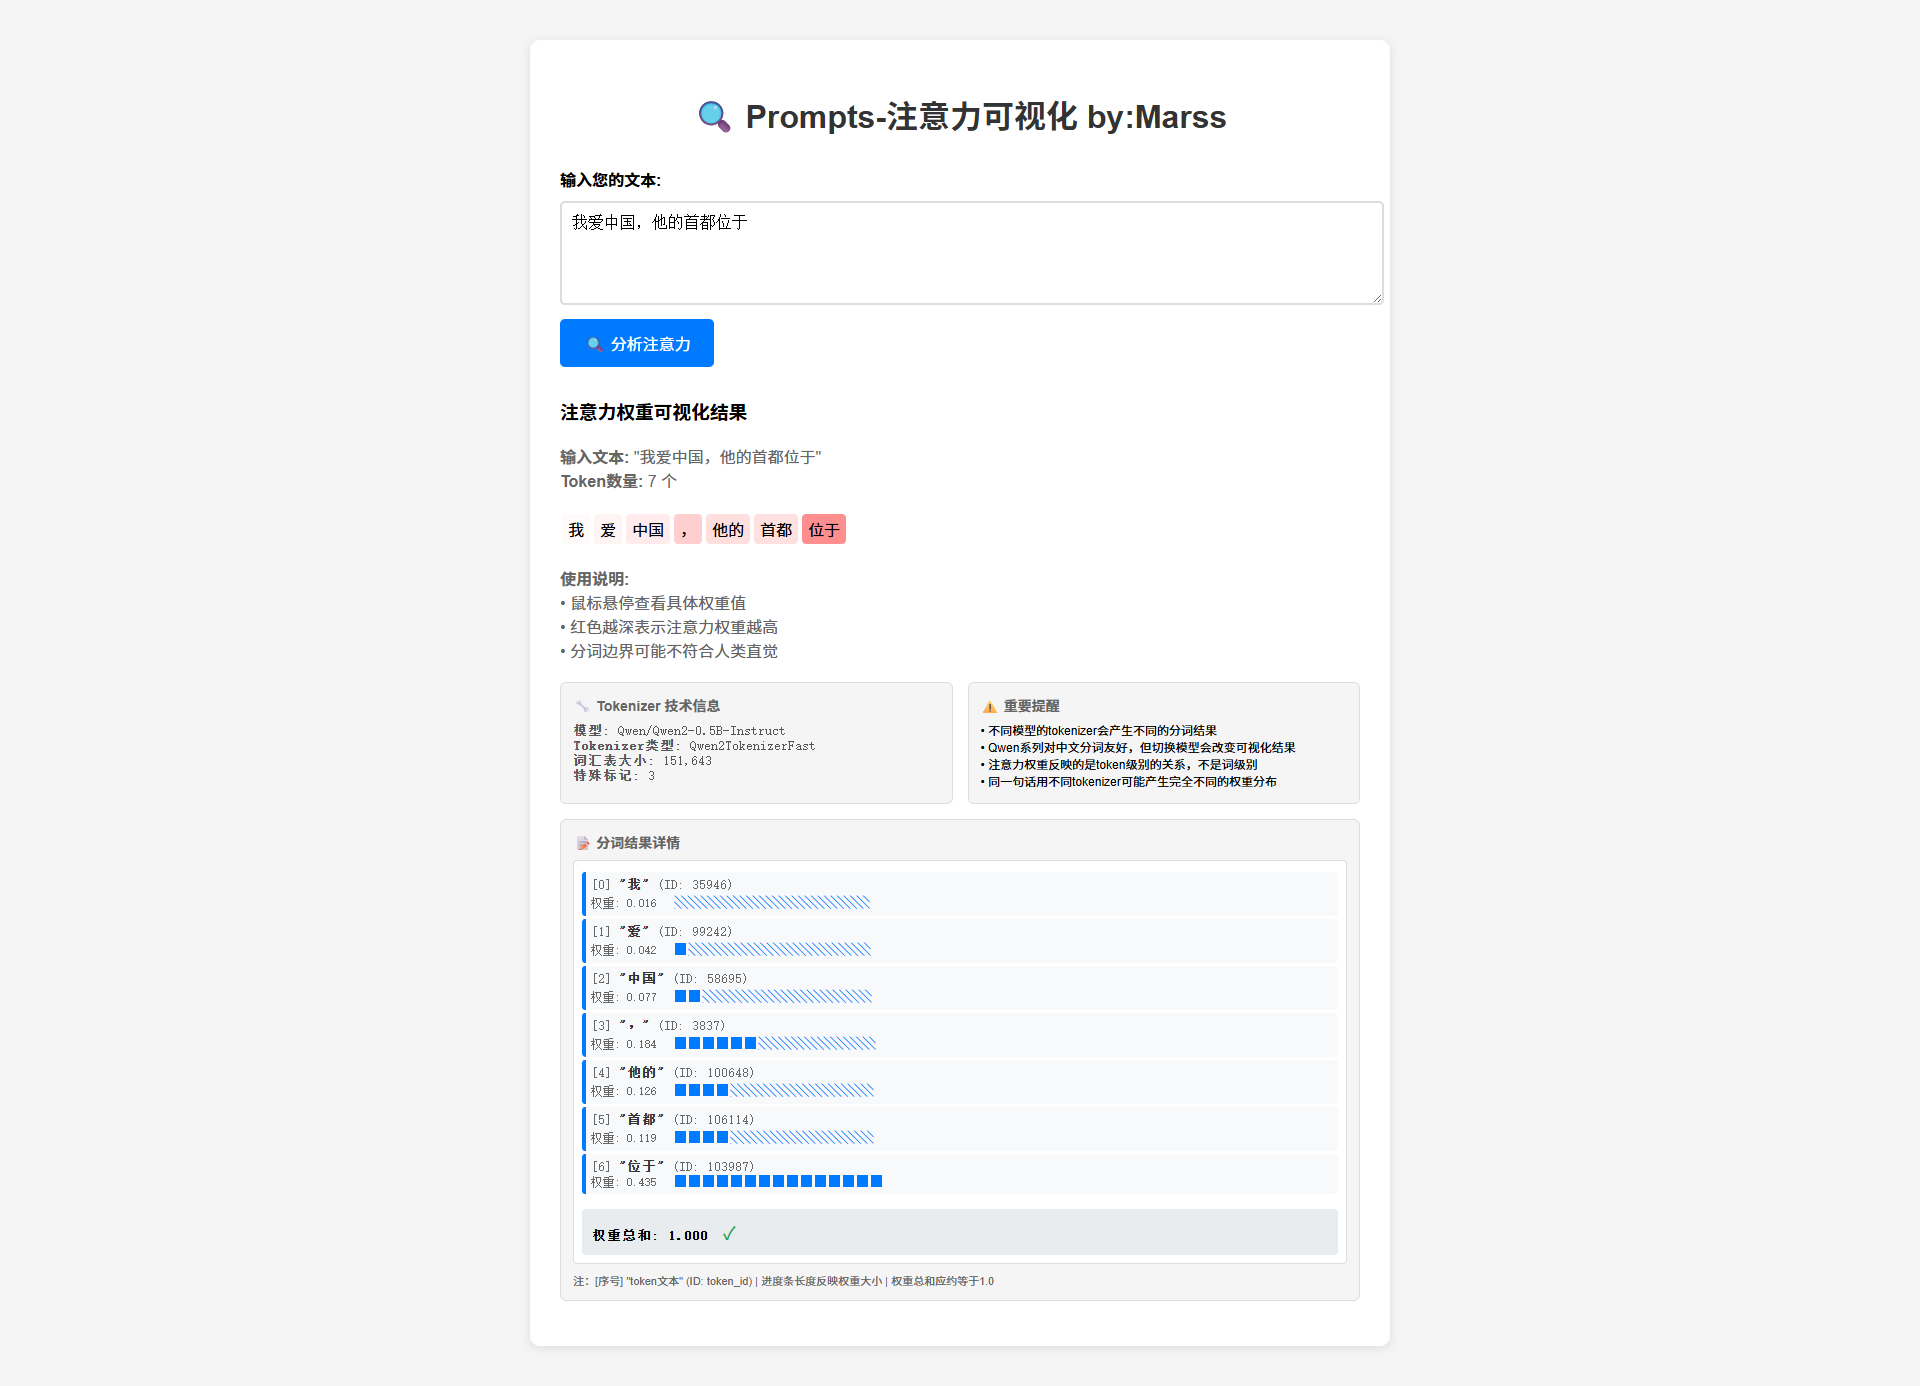 🔍 Prompts-注意力可视化 by:Marss
输入您的文本:
我爱中国，他的首都位于
🔍 分析注意力
注意力权重可视化结果
输入文本: "我爱中国，他的首都位于"
Token数量: 7 个
我 爱 中国 ， 他的 首都 位于
使用说明:
• 鼠标悬停查看具体权重值
• 红色越深表示注意力权重越高
• 分词边界可能不符合人类直觉
🔧 Tokenizer 技术信息
模型: Qwen/Qwen2-0.5B-Instruct
Tokenizer类型: Qwen2TokenizerFast
词汇表大小: 151,643
特殊标记: 3
⚠️ 重要提醒
• 不同模型的tokenizer会产生不同的分词结果
• Qwen系列对中文分词友好，但切换模型会改变可视化结果
• 注意力权重反映的是token级别的关系，不是词级别
• 同一句话用不同tokenizer可能产生完全不同的权重分布
📝 分词结果详情
[0] "我" (ID: 35946)
权重: 0.016
[1] "爱" (ID: 99242)
权重: 0.042
[2] "中国" (ID: 58695)
权重: 0.077
[3] "，" (ID: 3837)
权重: 0.184
[4] "他的" (ID: 100648)
权重: 0.126
[5] "首都" (ID: 106114)
权重: 0.119
[6] "位于" (ID: 103987)
权重: 0.435
权重总和: 1.000 ✓
注：[序号] "token文本" (ID: token_id) | 进度条长度反映权重大小 | 权重总和应约等于1.0